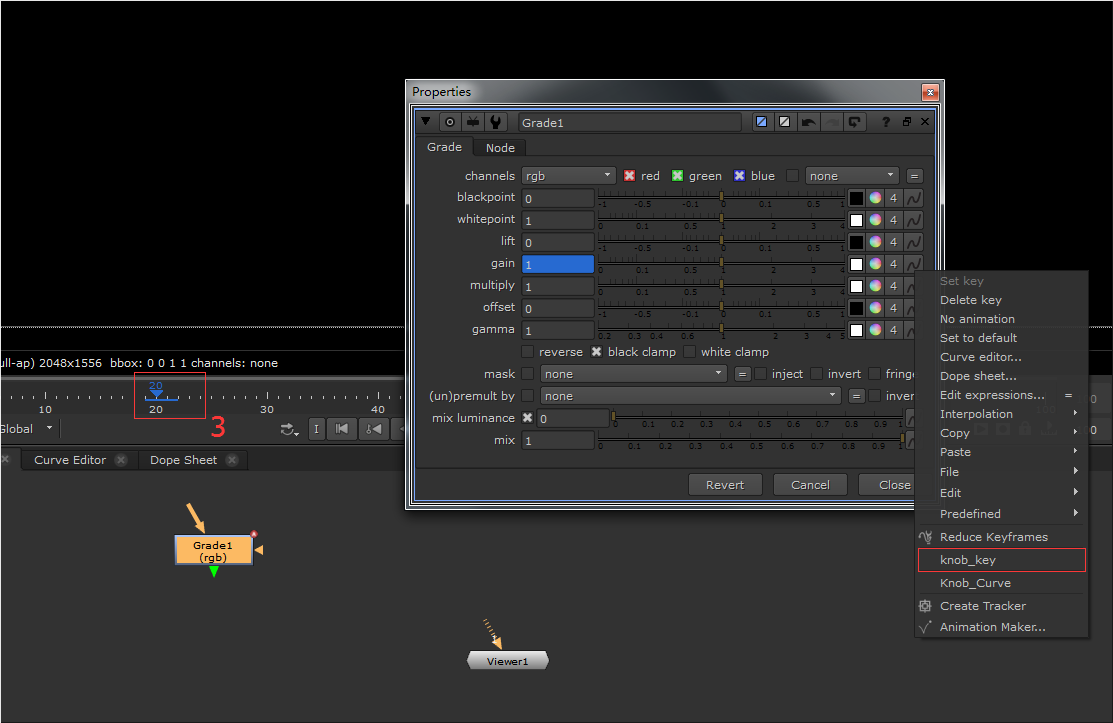 Properties
Grade1
Grade Node
channels rgb red green blue none =
blackpoint 0 -1 -0.5 -0.1 0 0.1 0.5 1 4
whitepoint 1 0 0.1 0.5 1 2 3 4 4
lift 0 -1 -0.5 -0.1 0 0.1 0.5 1 4
gain 1 0 0.1 0.5 1 2 3 4 4
multiply 1 0 0.1 0.5 1 2 3 4 4
offset 0 -1 -0.5 -0.1 0 0.1 0.5 1 4
gamma 1 0.2 0.3 0.4 0.6 1 2 3 4 5 4
reverse black clamp white clamp
mask none = inject invert fringe
(un)premult by none = inver
mix luminance 0 0 0.1 0.2 0.3 0.4 0.5 0.6 0.7 0.8 0.9 1
mix 1 0 0.1 0.2 0.3 0.4 0.5 0.6 0.7 0.8 0.9 1
Revert Cancel Close
Set key
Delete key
No animation
Set to default
Curve editor...
Dope sheet...
Edit expressions... =
Interpolation
Copy
Paste
File
Edit
Predefined
Reduce Keyframes
knob_key
Knob_Curve
Create Tracker
Animation Maker...
ull-ap) 2048x1556 bbox: 0 0 1 1 channels: none
20
10 20 30 40
3
Global I
Curve Editor Dope Sheet
Grade1
(rgb)
Viewer1